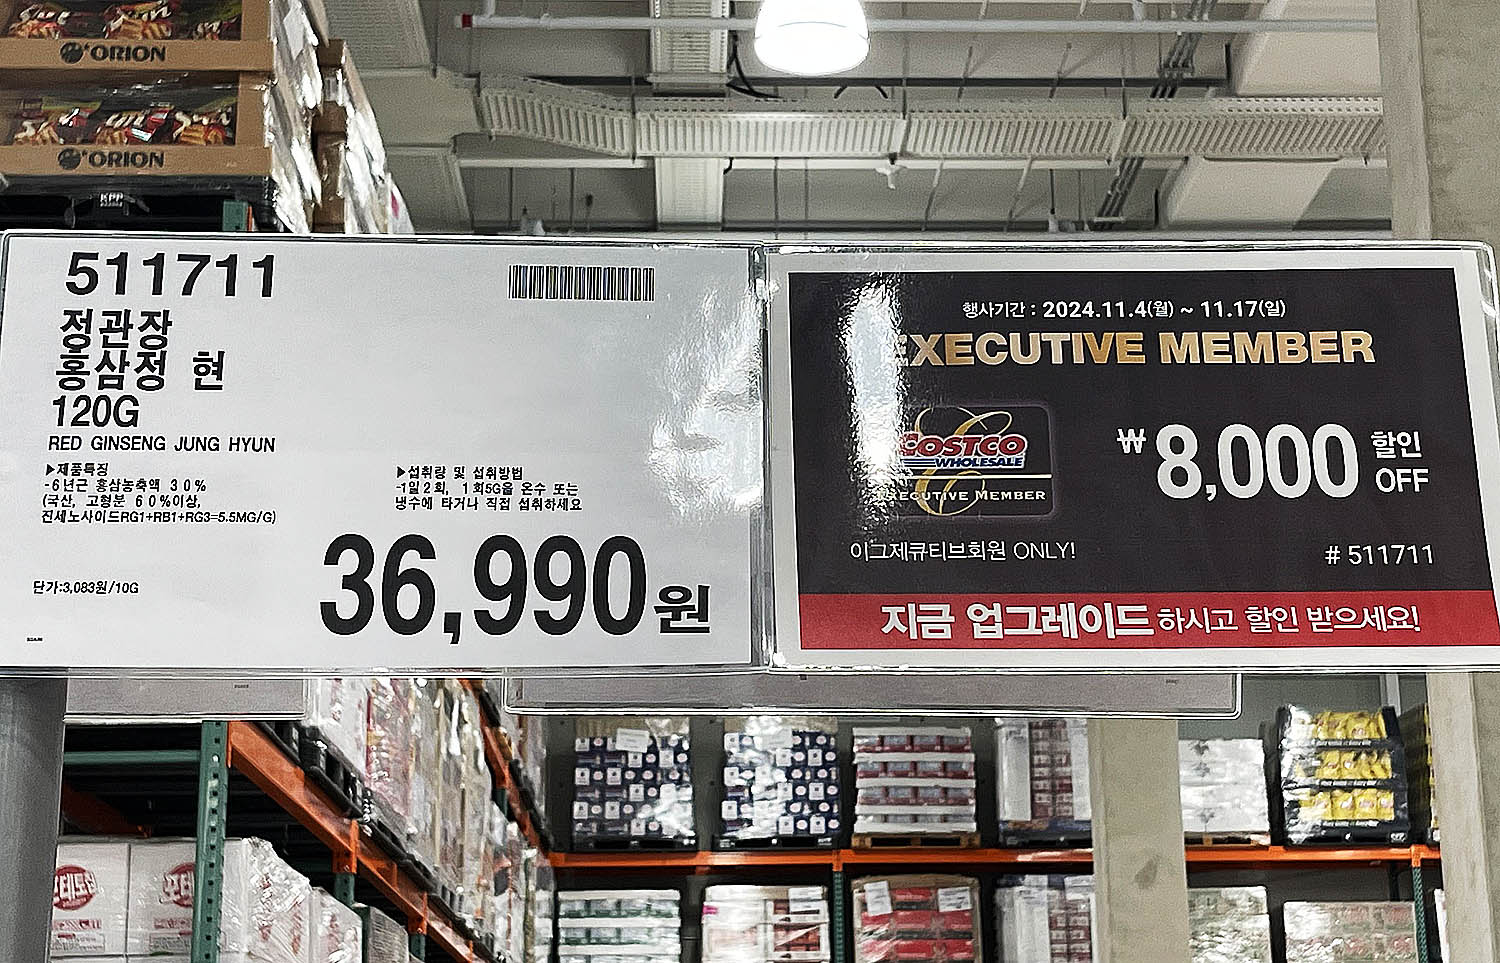 ORION
ORION
KPP
511711
정관장
홍삼정 현
120G
RED GINSENG JUNG HYUN
▶제품특징
-6년근 홍삼농축액 30%
(국산, 고형분 60%이상,
진세노사이드RG1+RB1+RG3=5.5MG/G)
▶섭취량 및 섭취방법
-1일2회, 1회5G을 온수 또는
냉수에 타거나 직접 섭취하세요
단가:3,083원/10G
36,990원
행사기간 : 2024.11.4(월) ~ 11.17(일)
EXECUTIVE MEMBER
COSTCO
WHOLESALE
EXECUTIVE MEMBER
₩8,000 할인
OFF
이그제큐티브회원 ONLY!
# 511711
지금 업그레이드 하시고 할인 받으세요!
포테토칩